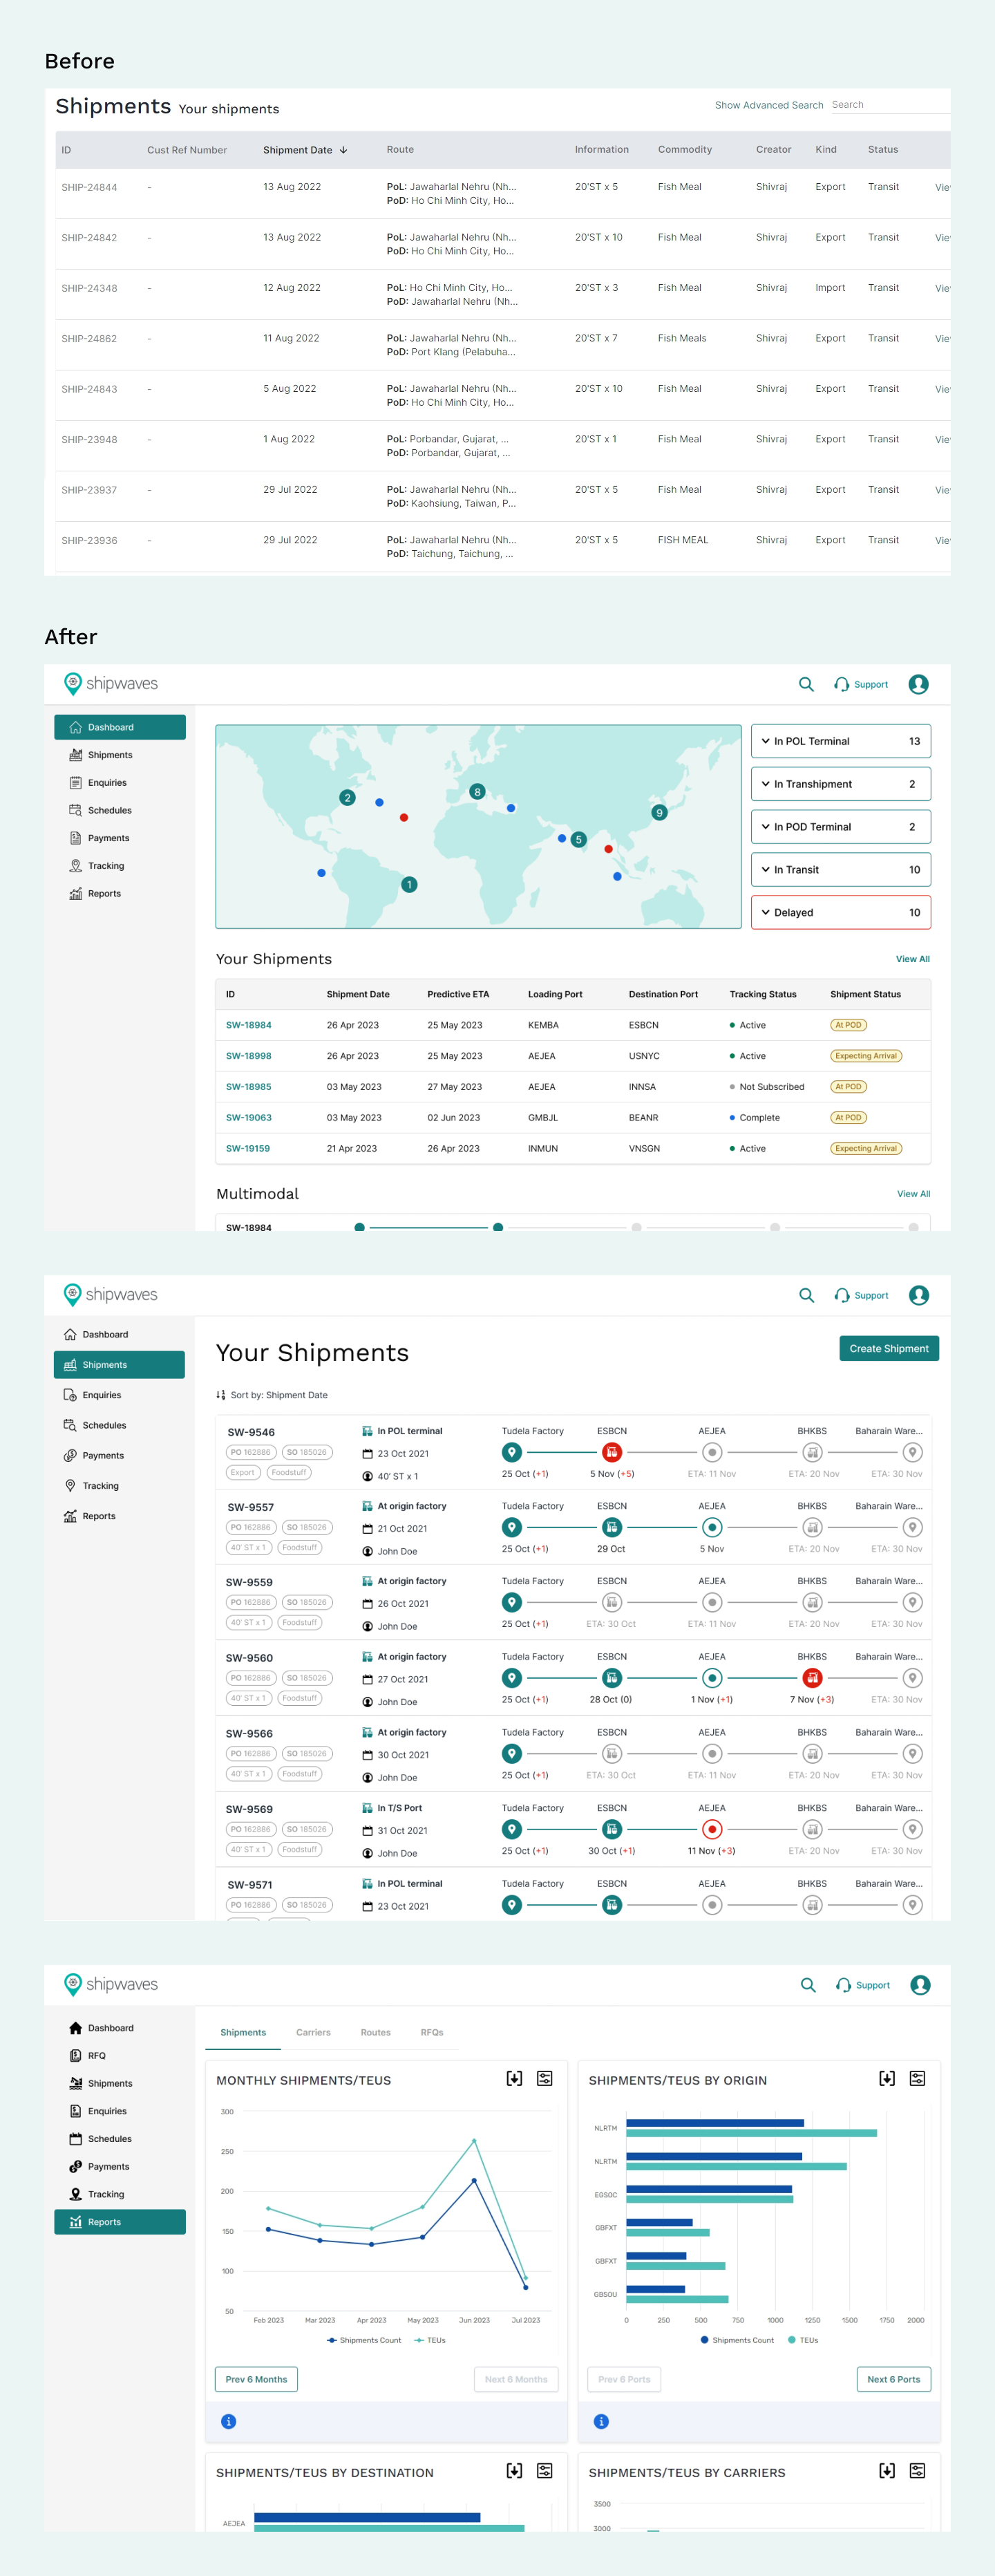 Before
Shipments Your shipments
Show Advanced Search Search
ID Cust Ref Number Shipment Date Route Information Commodity Creator Kind Status
SHIP-24844 - 13 Aug 2022 PoL: Jawaharlal Nehru (Nh... 20'ST x 5 Fish Meal Shivraj Export Transit Vie
PoD: Ho Chi Minh City, Ho...
SHIP-24842 - 13 Aug 2022 PoL: Jawaharlal Nehru (Nh... 20'ST x 10 Fish Meal Shivraj Export Transit Vie
PoD: Ho Chi Minh City, Ho...
SHIP-24348 - 12 Aug 2022 PoL: Ho Chi Minh City, Ho... 20'ST x 3 Fish Meal Shivraj Import Transit Vie
PoD: Jawaharlal Nehru (Nh...
SHIP-24862 - 11 Aug 2022 PoL: Jawaharlal Nehru (Nh... 20'ST x 7 Fish Meals Shivraj Export Transit Vie
PoD: Port Klang (Pelabuha...
SHIP-24843 - 5 Aug 2022 PoL: Jawaharlal Nehru (Nh... 20'ST x 10 Fish Meal Shivraj Export Transit Vie
PoD: Ho Chi Minh City, Ho...
SHIP-23948 - 1 Aug 2022 PoL: Porbandar, Gujarat, ... 20'ST x 1 Fish Meal Shivraj Export Transit Vie
PoD: Porbandar, Gujarat, ...
SHIP-23937 - 29 Jul 2022 PoL: Jawaharlal Nehru (Nh... 20'ST x 5 Fish Meal Shivraj Export Transit Vie
PoD: Kaohsiung, Taiwan, P...
SHIP-23936 - 29 Jul 2022 PoL: Jawaharlal Nehru (Nh... 20'ST x 5 FISH MEAL Shivraj Export Transit Vie
PoD: Taichung, Taichung, ...
After
shipwaves
Support
Dashboard
Shipments
Enquiries
Schedules
Payments
Tracking
Reports
2
8
9
5
1
In POL Terminal 13
In Transhipment 2
In POD Terminal 2
In Transit 10
Delayed 10
Your Shipments View All
ID Shipment Date Predictive ETA Loading Port Destination Port Tracking Status Shipment Status
SW-18984 26 Apr 2023 25 May 2023 KEMBA ESBCN Active At POD
SW-18998 26 Apr 2023 25 May 2023 AEJEA USNYC Active Expecting Arrival
SW-18985 03 May 2023 27 May 2023 AEJEA INNSA Not Subscribed At POD
SW-19063 03 May 2023 02 Jun 2023 GMBJL BEANR Complete At POD
SW-19159 21 Apr 2023 26 Apr 2023 INMUN VNSGN Active Expecting Arrival
Multimodal View All
SW-18984
shipwaves
Support
Dashboard
Shipments
Enquiries
Schedules
Payments
Tracking
Reports
Your Shipments
Create Shipment
Sort by: Shipment Date
SW-9546 In POL terminal Tudela Factory ESBCN AEJEA BHKBS Baharain Ware...
PO 162886 SO 185026 23 Oct 2021
Export Foodstuff 40' ST x 1 25 Oct (+1) 5 Nov (+5) ETA: 11 Nov ETA: 20 Nov ETA: 30 Nov
SW-9557 At origin factory Tudela Factory ESBCN AEJEA BHKBS Baharain Ware...
PO 162886 SO 185026 21 Oct 2021
40' ST x 1 Foodstuff John Doe 25 Oct (+1) 29 Oct 5 Nov ETA: 20 Nov ETA: 30 Nov
SW-9559 At origin factory Tudela Factory ESBCN AEJEA BHKBS Baharain Ware...
PO 162886 SO 185026 26 Oct 2021
40' ST x 1 Foodstuff John Doe 25 Oct (+1) ETA: 30 Oct ETA: 11 Nov ETA: 20 Nov ETA: 30 Nov
SW-9560 At origin factory Tudela Factory ESBCN AEJEA BHKBS Baharain Ware...
PO 162886 SO 185026 27 Oct 2021
40' ST x 1 Foodstuff John Doe 25 Oct (+1) 28 Oct (0) 1 Nov (+1) 7 Nov (+3) ETA: 30 Nov
SW-9566 At origin factory Tudela Factory ESBCN AEJEA BHKBS Baharain Ware...
PO 162886 SO 185026 30 Oct 2021
40' ST x 1 Foodstuff John Doe 25 Oct (+1) ETA: 30 Oct ETA: 11 Nov ETA: 20 Nov ETA: 30 Nov
SW-9569 In T/S Port Tudela Factory ESBCN AEJEA BHKBS Baharain Ware...
PO 162886 SO 185026 31 Oct 2021
40' ST x 1 Foodstuff John Doe 25 Oct (+1) 30 Oct (+1) 11 Nov (+3) ETA: 20 Nov ETA: 30 Nov
SW-9571 In POL terminal Tudela Factory ESBCN AEJEA BHKBS Baharain Ware...
PO 162886 SO 185026 23 Oct 2021
shipwaves
Support
Dashboard
RFQ
Shipments
Enquiries
Schedules
Payments
Tracking
Reports
Shipments Carriers Routes RFQs
MONTHLY SHIPMENTS/TEUS
300
250
200
150
100
50
Feb 2023 Mar 2023 Apr 2023 May 2023 Jun 2023 Jul 2023
Shipments Count TEUs
Prev 6 Months Next 6 Months
SHIPMENTS/TEUS BY ORIGIN
NLRTM
NLRTM
EGSOC
GBFXT
GBFXT
GBSOU
0 250 500 750 1000 1250 1500 1750 2000
Shipments Count TEUs
Prev 6 Ports Next 6 Ports
SHIPMENTS/TEUS BY DESTINATION
AEJEA
SHIPMENTS/TEUS BY CARRIERS
3500
3000